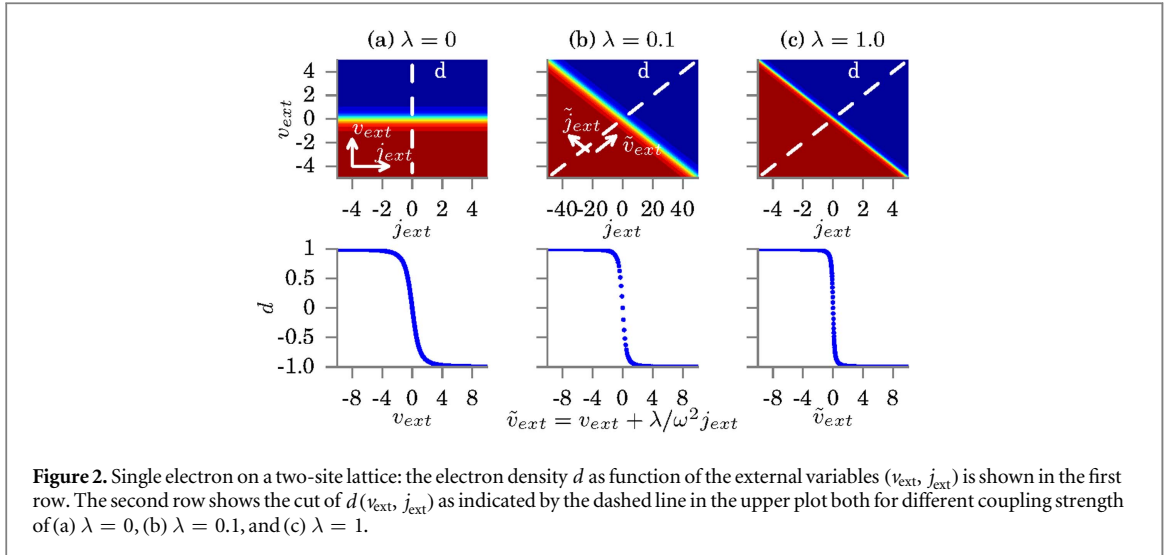 (a) λ = 0 (b) λ = 0.1 (c) λ = 1.0
4 d d d
2
v_ext 0
-2 v_ext j_ext j̃_ext ṽ_ext
-4
-4 -2 0 2 4 -40 -20 0 20 40 -4 -2 0 2 4
j_ext j_ext j_ext
1
0.5
d 0
-0.5
-1.0
-8 -4 0 4 8 -8 -4 0 4 8 -8 -4 0 4 8
v_ext ṽ_ext = v_ext + λ/ω² j_ext ṽ_ext
Figure 2. Single electron on a two-site lattice: the electron density d as function of the external variables (v_ext, j_ext) is shown in the first
row. The second row shows the cut of d(v_ext, j_ext) as indicated by the dashed line in the upper plot both for different coupling strength
of (a) λ = 0, (b) λ = 0.1, and (c) λ = 1.